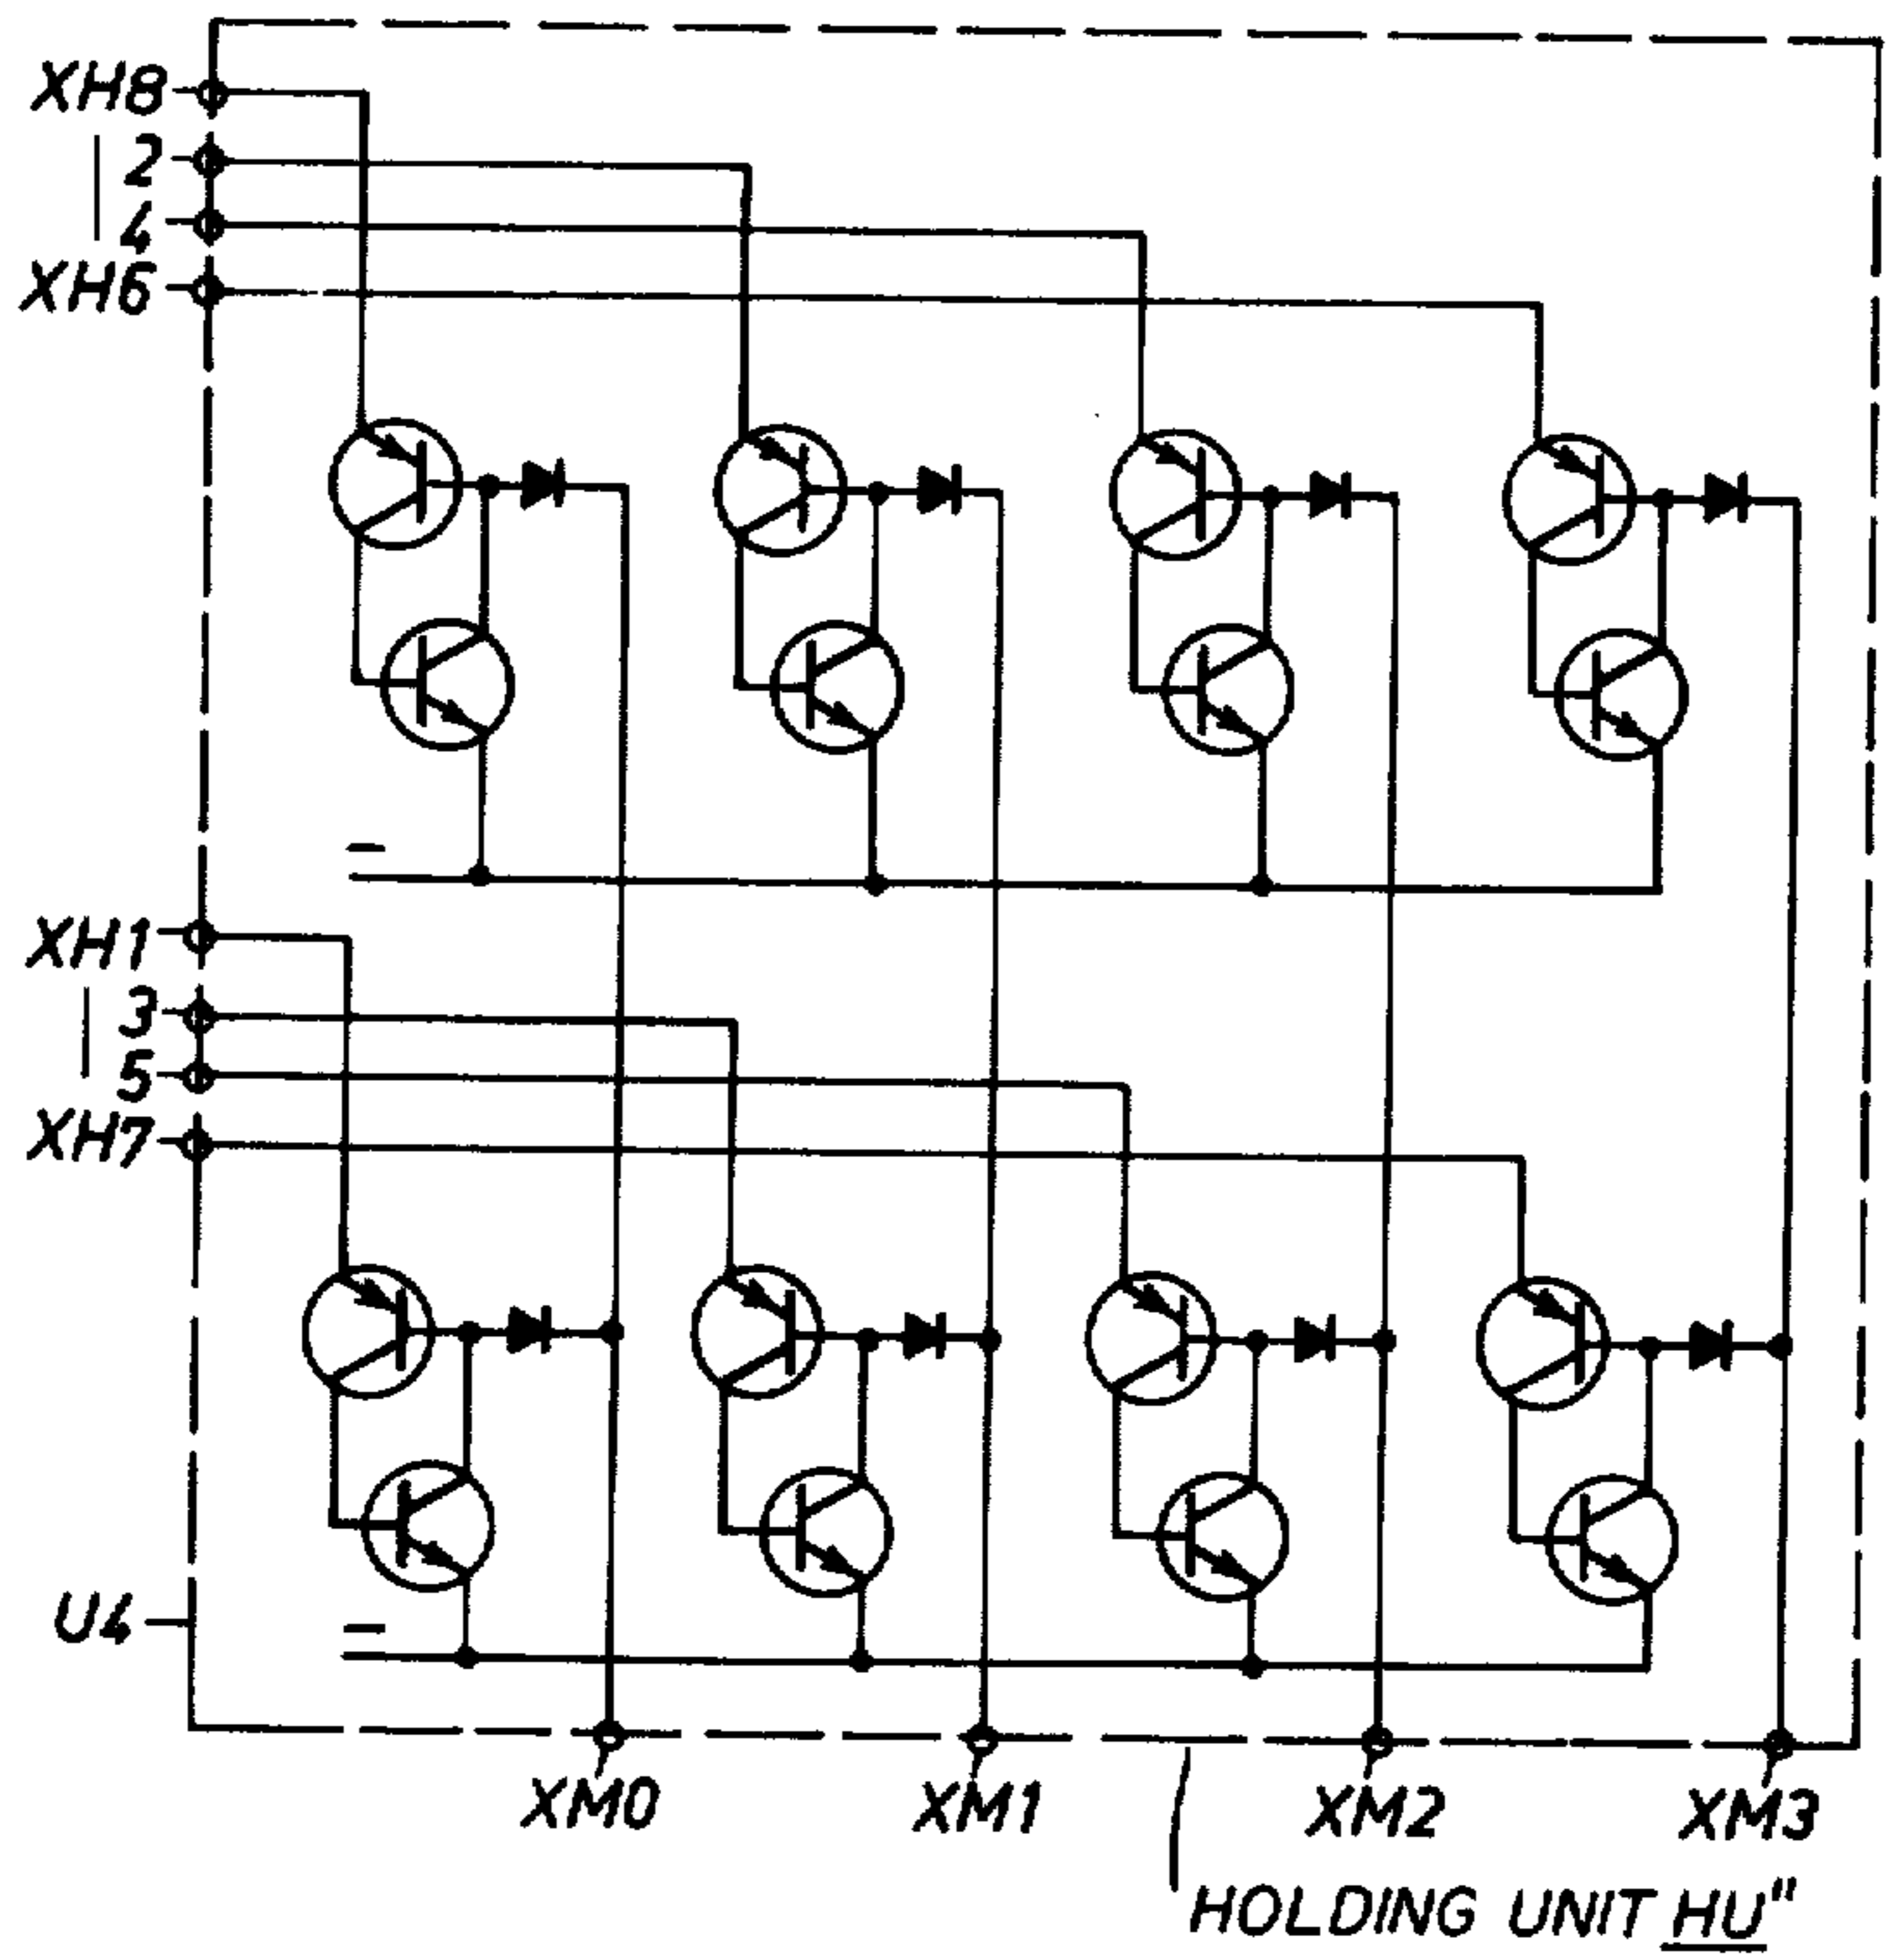 XH8
2
4
XH6
XH1
3
5
XH7
U4
XM0
XM1
XM2
XM3
HOLDING UNIT HU"